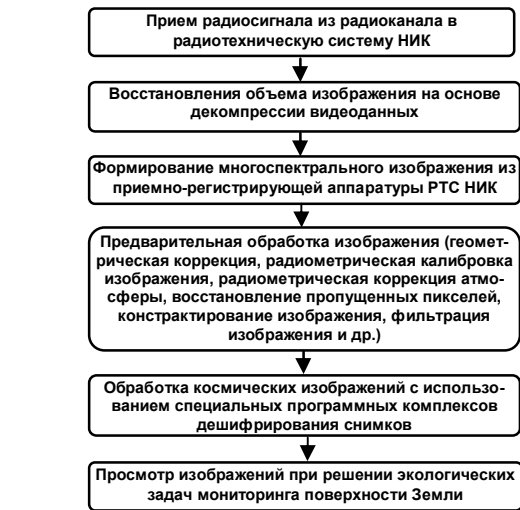 Прием радиосигнала из радиоканала в
радиотехническую систему НИК
Восстановления объема изображения на основе
декомпрессии видеоданных
Формирование многоспектрального изображения из
приемно-регистрирующей аппаратуры РТС НИК
Предварительная обработка изображения (геомет-
рическая коррекция, радиометрическая калибровка
изображения, радиометрическая коррекция атмо-
сферы, восстановление пропущенных пикселей,
констрактирование изображения, фильтрация
изображения и др.)
Обработка космических изображений с использо-
ванием специальных программных комплексов
дешифрирования снимков
Просмотр изображений при решении экологических
задач мониторинга поверхности Земли